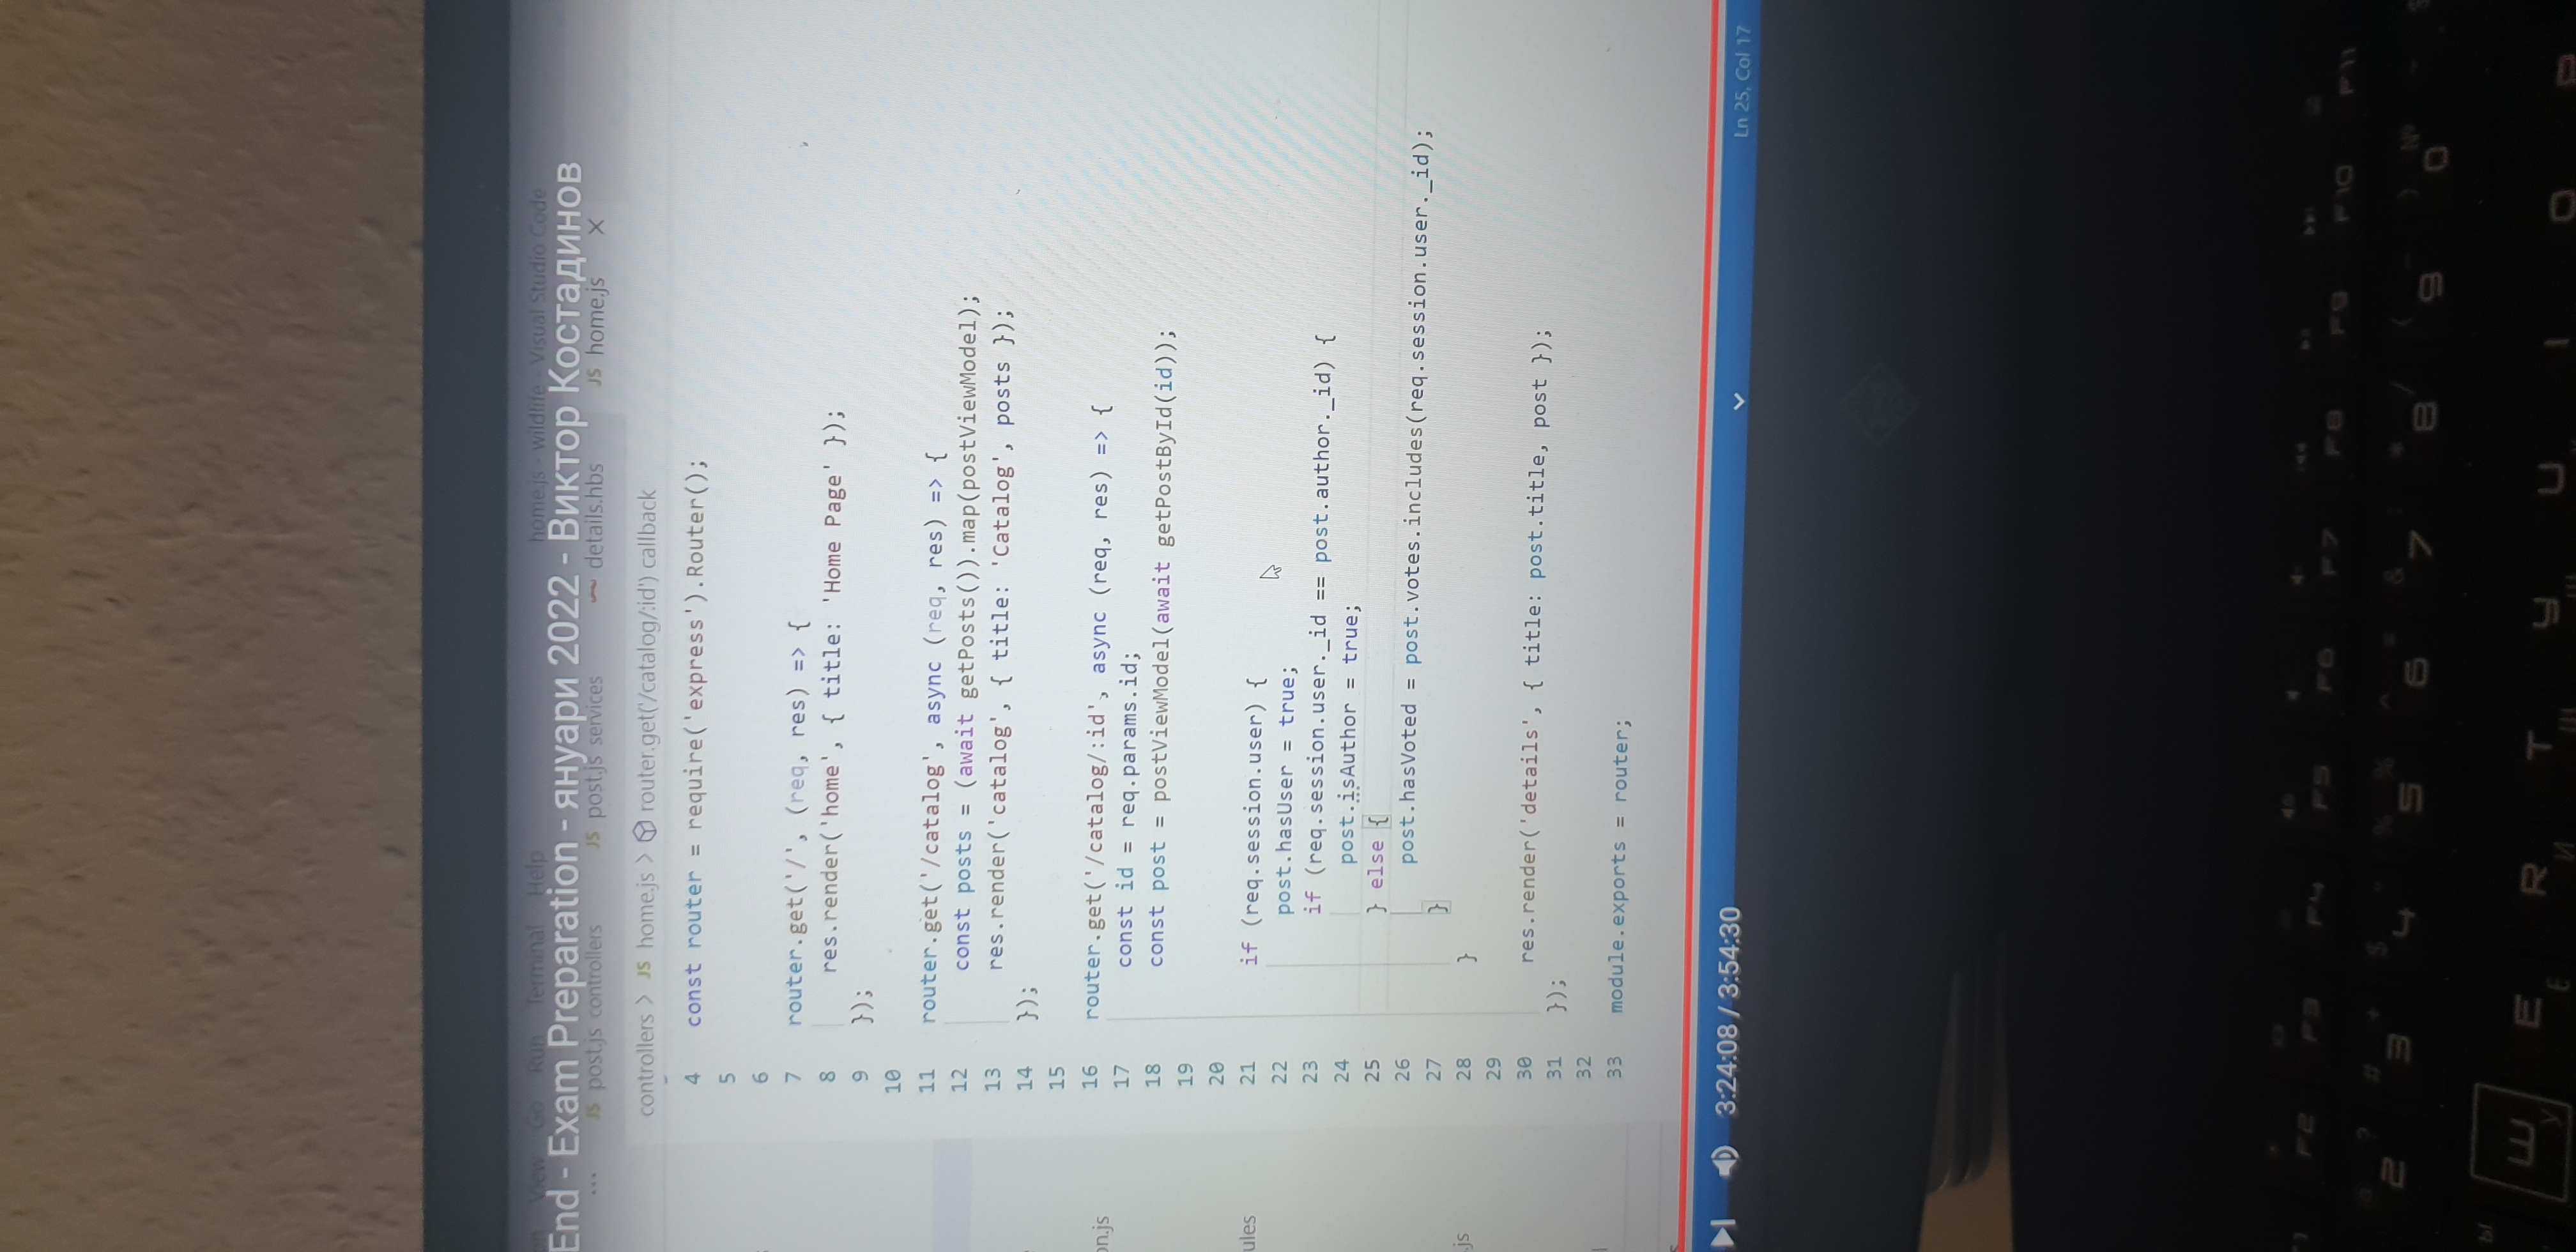 View Go Run Terminal Help home.js - wildlife - Visual Studio Code
End - Exam Preparation - януари 2022 - Виктор Костадинов
... JS post.js controllers JS post.js services details.hbs JS home.js ×
controllers > JS home.js > router.get('/catalog/:id') callback
4 const router = require('express').Router();
5
6
7 router.get('/', (req, res) => {
8 res.render('home', { title: 'Home Page' });
9 });
10
11 router.get('/catalog', async (req, res) => {
12 const posts = (await getPosts()).map(postViewModel);
13 res.render('catalog', { title: 'Catalog', posts });
14 });
15
16 router.get('/catalog/:id', async (req, res) => {
on.js
17 const id = req.params.id;
18 const post = postViewModel(await getPostById(id));
19
20
21 if (req.session.user) {
ules
22 post.hasUser = true;
23 if (req.session.user._id == post.author._id) {
24 post.isAuthor = true;
25 } else {
26 post.hasVoted = post.votes.includes(req.session.user._id);
27 }
28 }
.js
29
30 res.render('details', { title: post.title, post });
31 });
32
33 module.exports = router;
3:24:08 / 3:54:30
Ln 25, Col 17
F2 F3 F4 F5 F6 F7 F8 F9 F10 F11
2 3 4 5 6 7 8 9 0
Ш E R T У U I O P